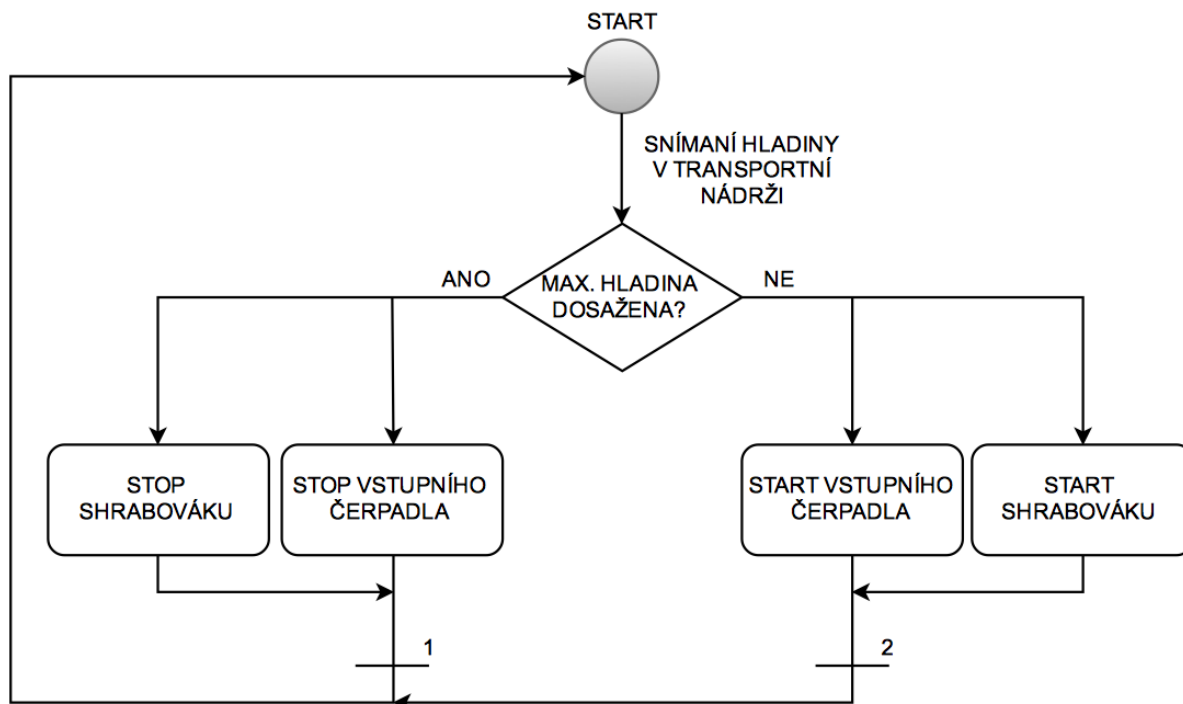 START
SNÍMANÍ HLADINY
V TRANSPORTNÍ
NÁDRŽI
ANO
MAX. HLADINA
DOSAŽENA?
NE
STOP
SHRABOVÁKU
STOP VSTUPNÍHO
ČERPADLA
START VSTUPNÍHO
ČERPADLA
START
SHRABOVÁKU
1
2